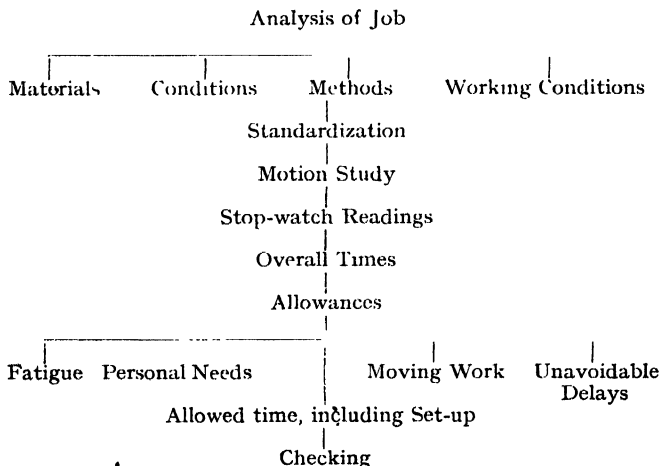 Analysis of Job
Materials Conditions Methods Working Conditions
Standardization
Motion Study
Stop-watch Readings
Overall Times
Allowances
Fatigue Personal Needs Moving Work Unavoidable
Delays
Allowed time, including Set-up
Checking